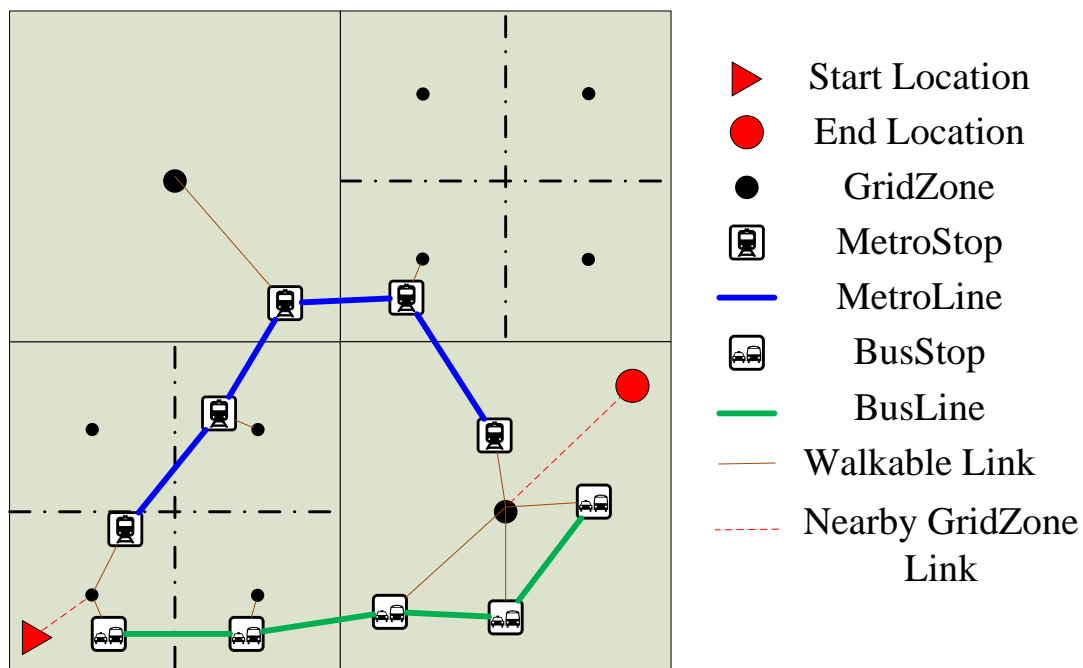 Start Location
End Location
GridZone
MetroStop
MetroLine
BusStop
BusLine
Walkable Link
Nearby GridZone
Link